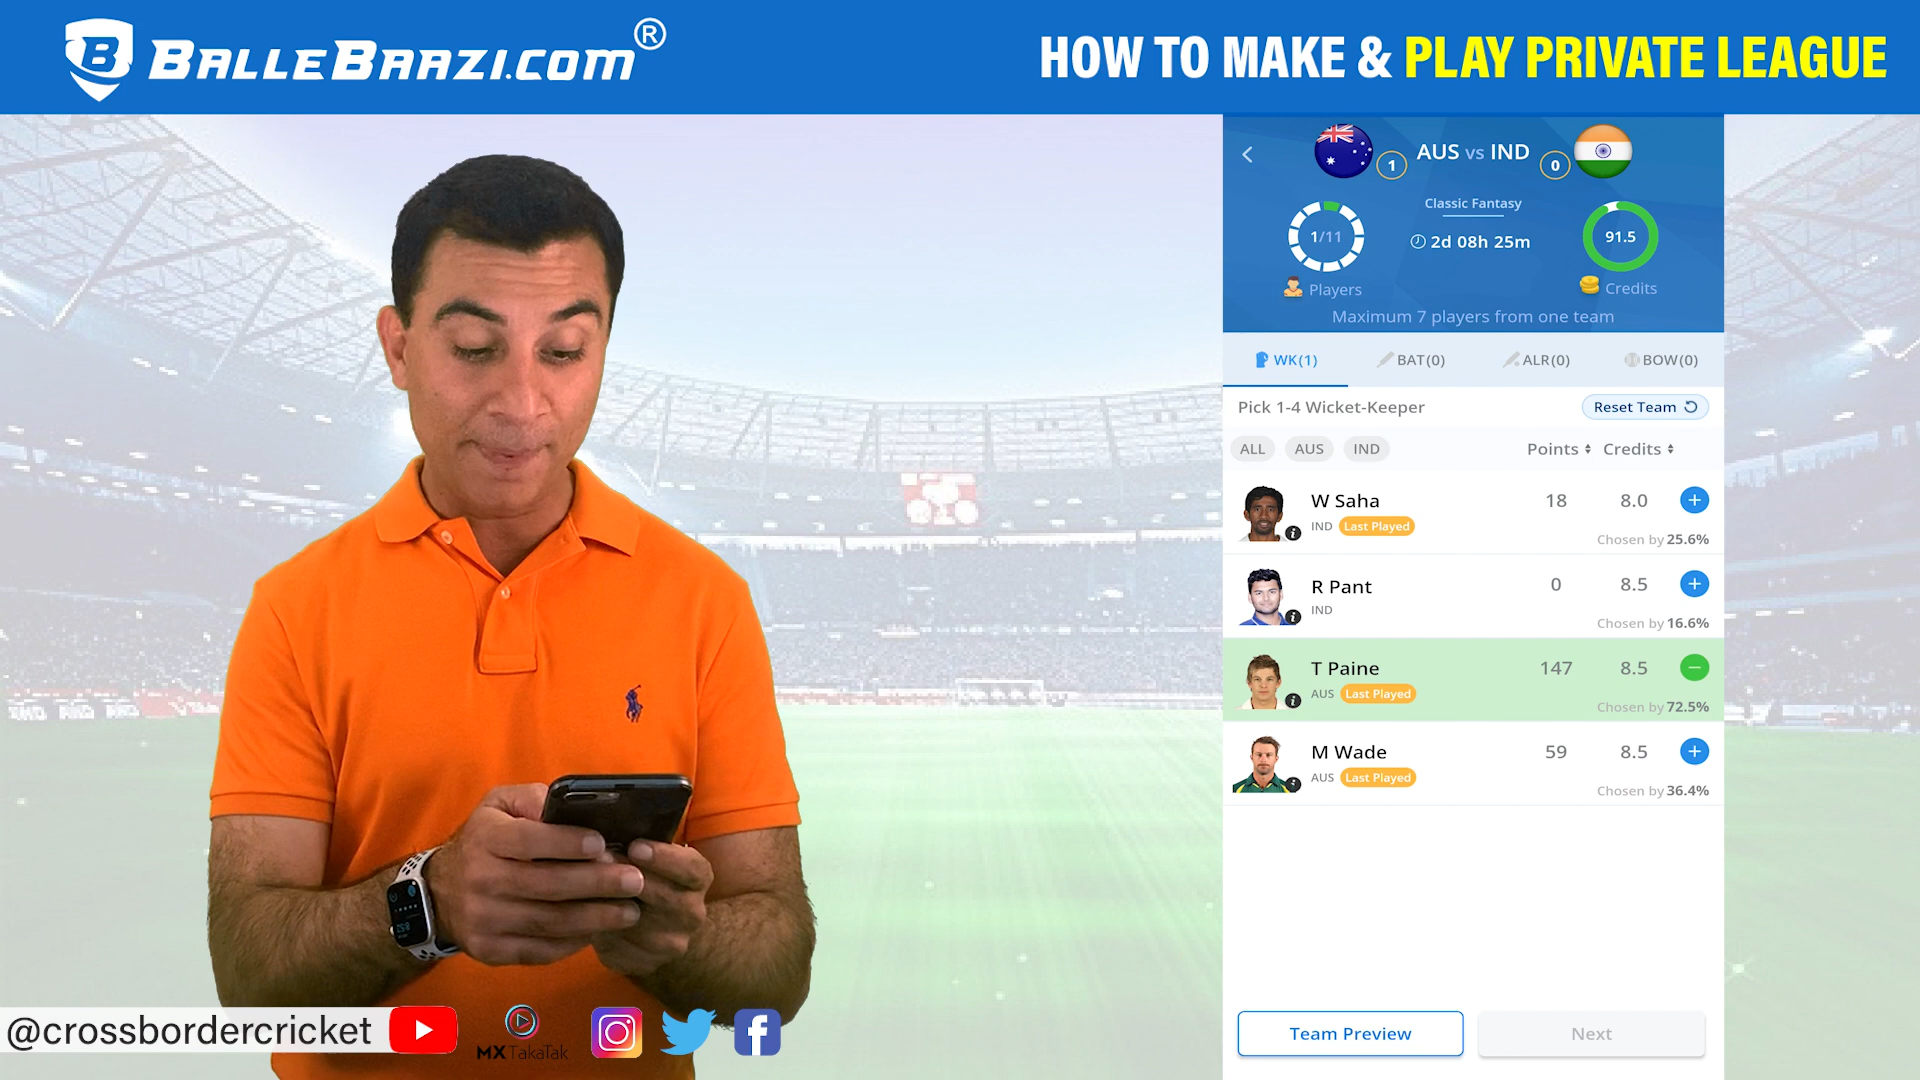 BALLEBAAZI.COM®
HOW TO MAKE & PLAY PRIVATE LEAGUE
1
AUS vs IND
0
Classic Fantasy
1/11
2d 08h 25m
91.5
Players
Credits
Maximum 7 players from one team
WK(1)
BAT(0)
ALR(0)
BOW(0)
Pick 1-4 Wicket-Keeper
Reset Team
ALL
AUS
IND
Points
Credits
W Saha
18
8.0
IND
Last Played
Chosen by 25.6%
R Pant
0
8.5
IND
Chosen by 16.6%
T Paine
147
8.5
AUS
Last Played
Chosen by 72.5%
M Wade
59
8.5
AUS
Last Played
Chosen by 36.4%
Team Preview
Next
@crossbordercricket
MX TakaTak